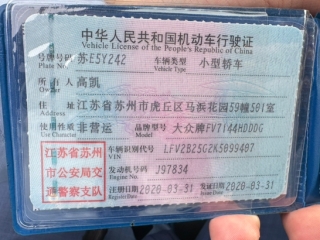 中华人民共和国机动车行驶证
Vehicle License of the People's Republic of China
号牌号码 苏E5Y242 车辆类型 小型轿车
Plate No. Vehicle Type
所有人 高凯
Owner
住址 江苏省苏州市虎丘区马浜花园59幢501室
Address
使用性质 非营运 品牌型号 大众牌FV7144HDDDG
Use Character Model
江苏省苏州市公安局交通警察支队
车辆识别代号 LFV2B25G2K5099407
VIN
发动机号码 J97834
Engine No.
注册日期 2020-03-31 发证日期 2020-03-31
Register Date Issue Date